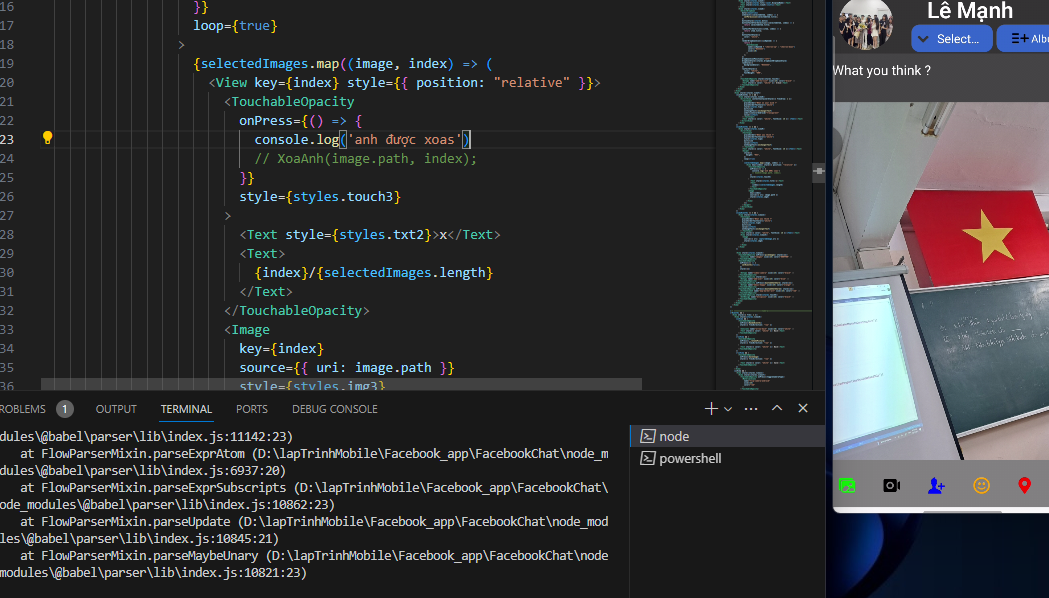 16 }}
17 loop={true}
18 >
19 {selectedImages.map((image, index) => (
20 <View key={index} style={{ position: "relative" }}>
21 <TouchableOpacity
22 onPress={() => {
23 console.log('anh được xoas')
24 // XoaAnh(image.path, index);
25 }}
26 style={styles.touch3}
27 >
28 <Text style={styles.txt2}>x</Text>
29 <Text>
30 {index}/{selectedImages.length}
31 </Text>
32 </TouchableOpacity>
33 <Image
34 key={index}
35 source={{ uri: image.path }}
36 style={styles.img3}
ROBLEMS 1 OUTPUT TERMINAL PORTS DEBUG CONSOLE
dules\@babel\parser\lib\index.js:11142:23)
at FlowParserMixin.parseExprAtom (D:\lapTrinhMobile\Facebook_app\FacebookChat\node_m
dules\@babel\parser\lib\index.js:6937:20)
at FlowParserMixin.parseExprSubscripts (D:\lapTrinhMobile\Facebook_app\FacebookChat\
ode_modules\@babel\parser\lib\index.js:10862:23)
at FlowParserMixin.parseUpdate (D:\lapTrinhMobile\Facebook_app\FacebookChat\node_mod
les\@babel\parser\lib\index.js:10845:21)
at FlowParserMixin.parseMaybeUnary (D:\lapTrinhMobile\Facebook_app\FacebookChat\node
modules\@babel\parser\lib\index.js:10821:23)
node
powershell
Lê Mạnh
Select...
Albu
What you think ?